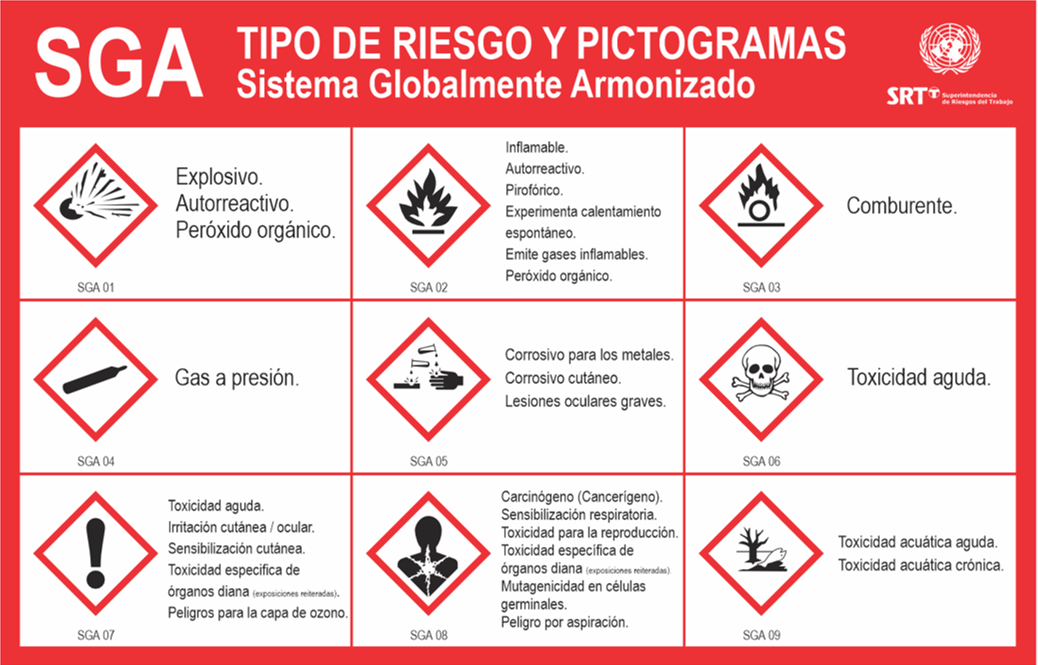 SGA
TIPO DE RIESGO Y PICTOGRAMAS
Sistema Globalmente Armonizado
SRT
Superintendencia
de Riesgos del Trabajo
Explosivo.
Autorreactivo.
Peróxido orgánico.
SGA 01
Inflamable.
Autorreactivo.
Pirofórico.
Experimenta calentamiento
espontáneo.
Emite gases inflamables.
Peróxido orgánico.
SGA 02
Comburente.
SGA 03
Gas a presión.
SGA 04
Corrosivo para los metales.
Corrosivo cutáneo.
Lesiones oculares graves.
SGA 05
Toxicidad aguda.
SGA 06
Toxicidad aguda.
Irritación cutánea / ocular.
Sensibilización cutánea.
Toxicidad especifica de
órganos diana (exposiciones reiteradas).
Peligros para la capa de ozono.
SGA 07
Carcinógeno (Cancerígeno).
Sensibilización respiratoria.
Toxicidad para la reproducción.
Toxicidad especifica de
órganos diana (exposiciones reiteradas)
Mutagenicidad en células
germinales.
Peligro por aspiración.
SGA 08
Toxicidad acuática aguda.
Toxicidad acuática crónica.
SGA 09